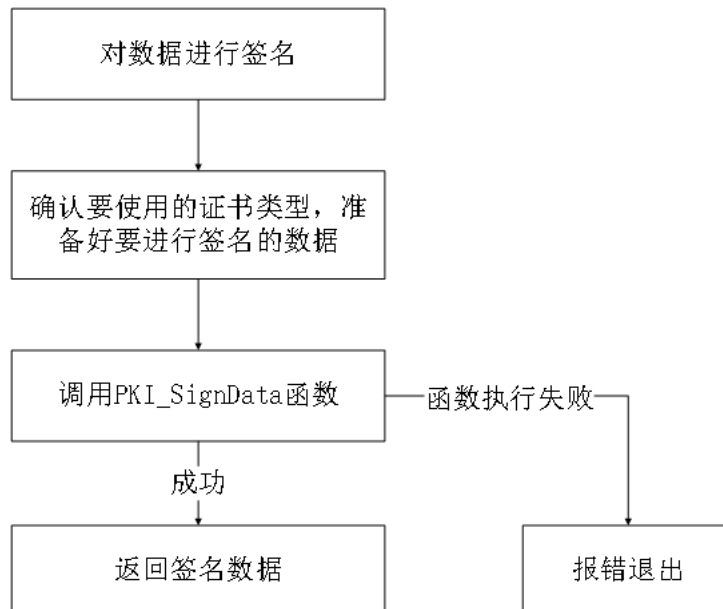 对数据进行签名
确认要使用的证书类型，准
备好要进行签名的数据
调用PKI_SignData函数
函数执行失败
成功
返回签名数据
报错退出